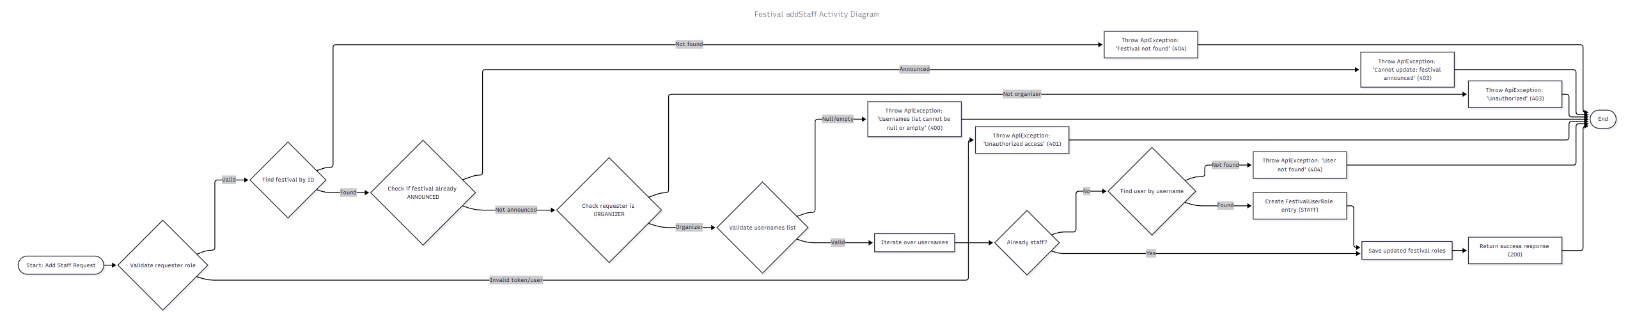 Festival addStaff Activity Diagram
Start: Add Staff Request
Validate requester role
Valid
Invalid token/user
Find festival by ID
Not found
Found
Throw ApiException:
'Festival not found' (404)
Check if festival already
ANNOUNCED
Announced
Not announced
Throw ApiException:
'Cannot update: festival
announced' (403)
Check requester is
ORGANIZER
Not organizer
Organizer
Throw ApiException:
'Unauthorized' (403)
Validate usernames list
Null/empty
Valid
Throw ApiException:
'Usernames list cannot be
null or empty' (400)
Throw ApiException:
'Unauthorized access' (401)
Iterate over usernames
Already staff?
No
Yes
Find user by username
Not found
Found
Throw ApiException: 'User
not found' (404)
Create FestivalUserRole
entry (STAFF)
Save updated festival roles
Return success response
(200)
End